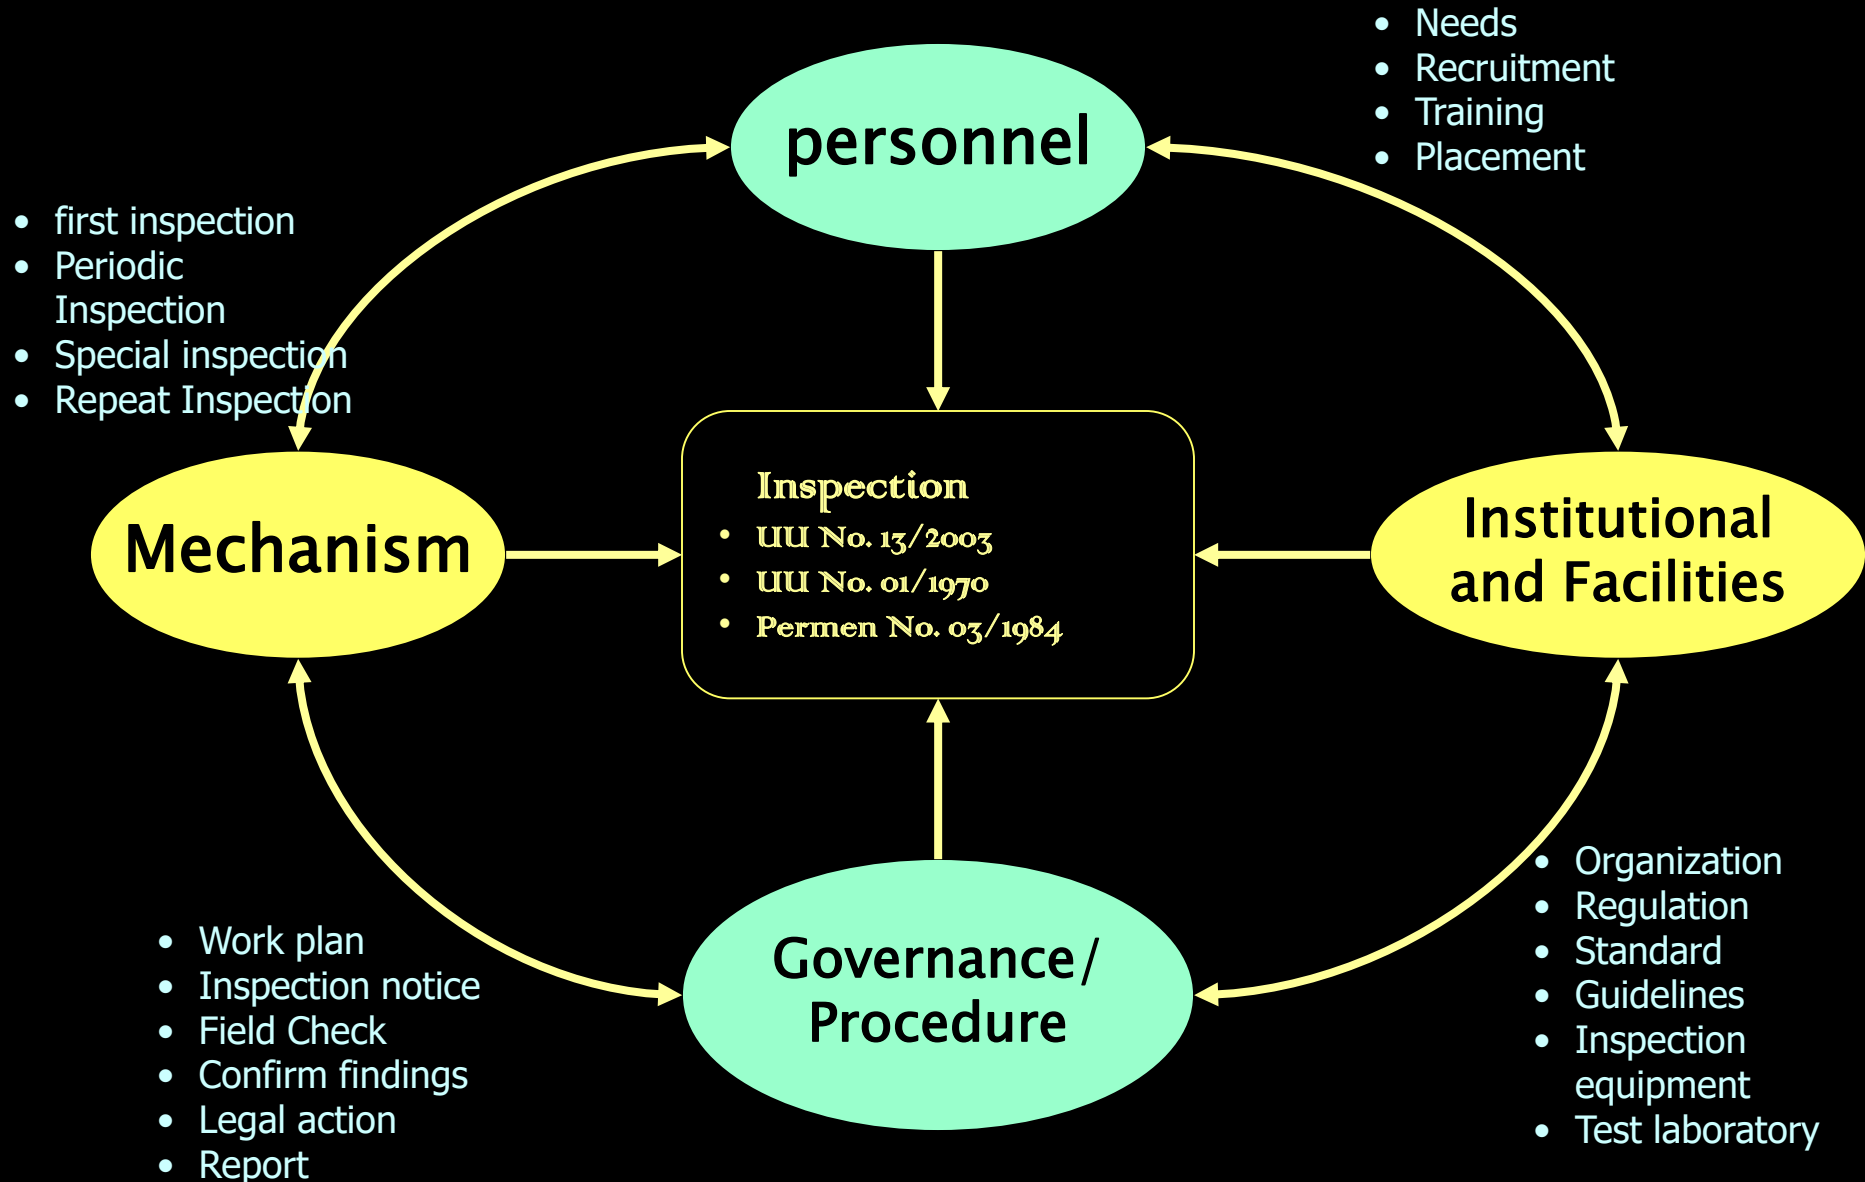 personnel
• Needs
• Recruitment
• Training
• Placement
• first inspection
• Periodic
Inspection
• Special inspection
• Repeat Inspection
Mechanism
Inspection
• UU No. 13/2003
• UU No. 01/1970
• Permen No. 03/1984
Institutional
and Facilities
Governance/
Procedure
• Work plan
• Inspection notice
• Field Check
• Confirm findings
• Legal action
• Report
• Organization
• Regulation
• Standard
• Guidelines
• Inspection
equipment
• Test laboratory